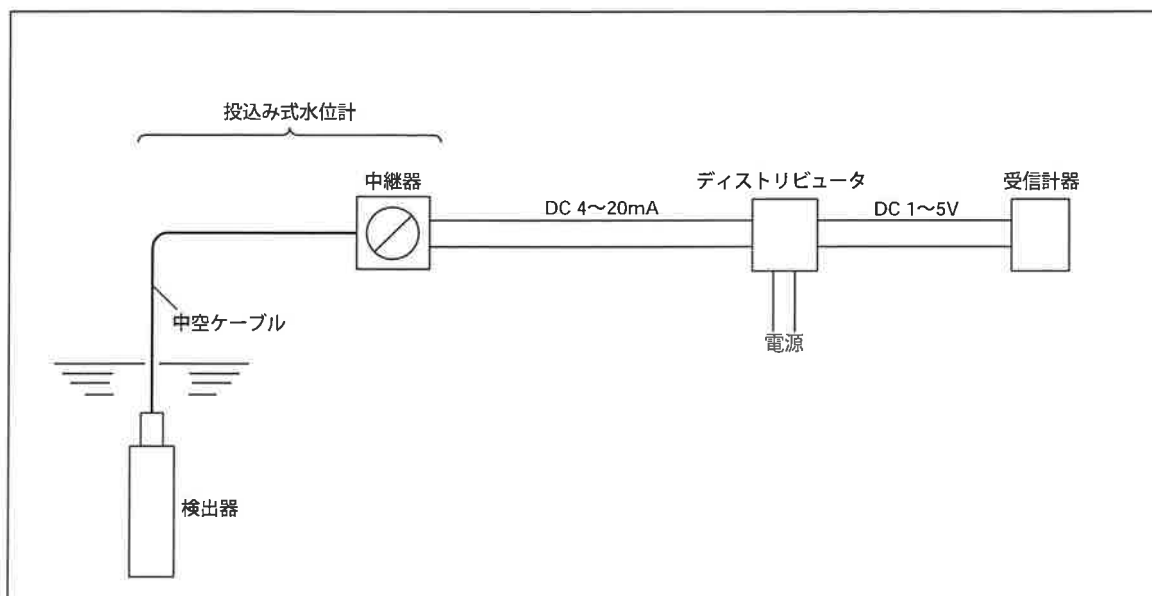 投込み式水位計
中継器
ディストリビュータ
受信計器
DC 4～20mA
DC 1～5V
中空ケーブル
電源
検出器